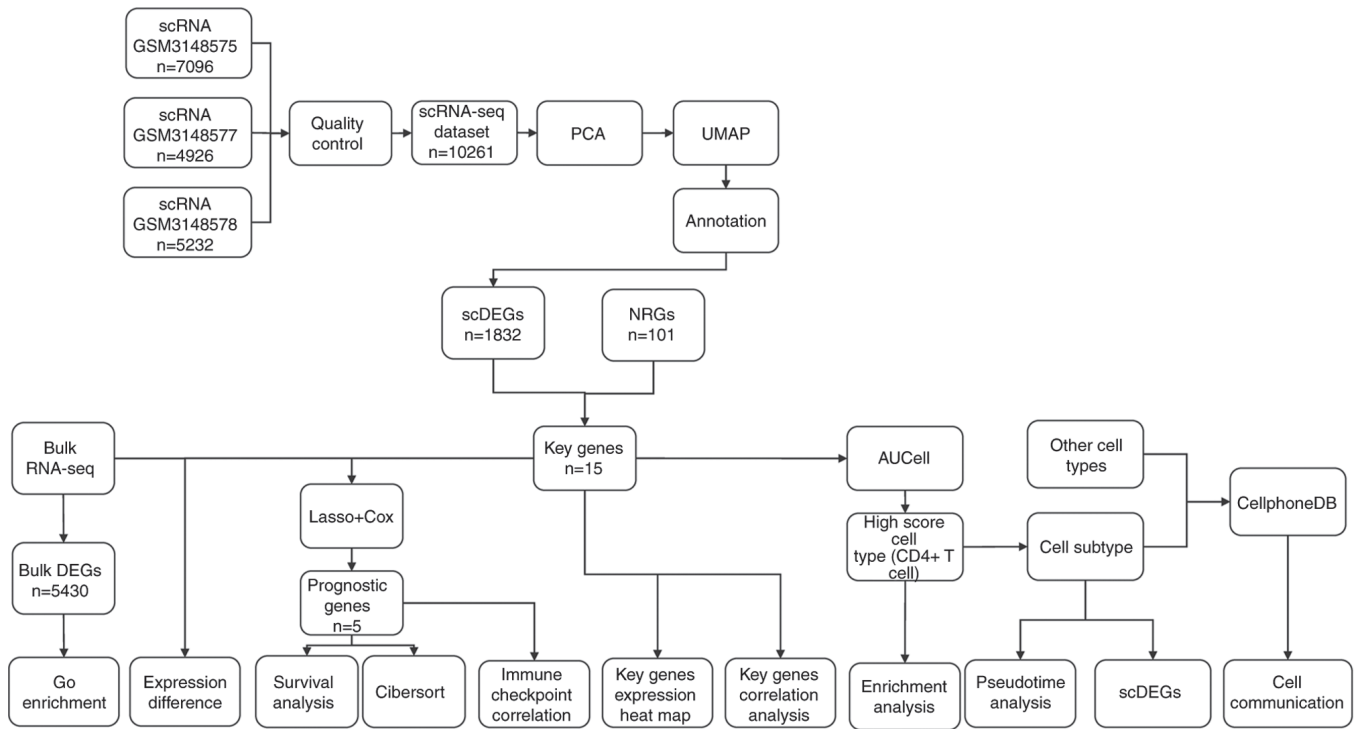 scRNA
GSM3148575
n=7096
scRNA
GSM3148577
n=4926
scRNA
GSM3148578
n=5232
Quality
control
scRNA-seq
dataset
n=10261
PCA
UMAP
Annotation
scDEGs
n=1832
NRGs
n=101
Bulk
RNA-seq
Key genes
n=15
AUCell
Other cell
types
CellphoneDB
Lasso+Cox
High score cell
type (CD4+ T
cell)
Cell subtype
Bulk DEGs
n=5430
Prognostic
genes
n=5
Go
enrichment
Expression
difference
Survival
analysis
Cibersort
Immune
checkpoint
correlation
Key genes
expression
heat map
Key genes
correlation
analysis
Enrichment
analysis
Pseudotime
analysis
scDEGs
Cell
communication